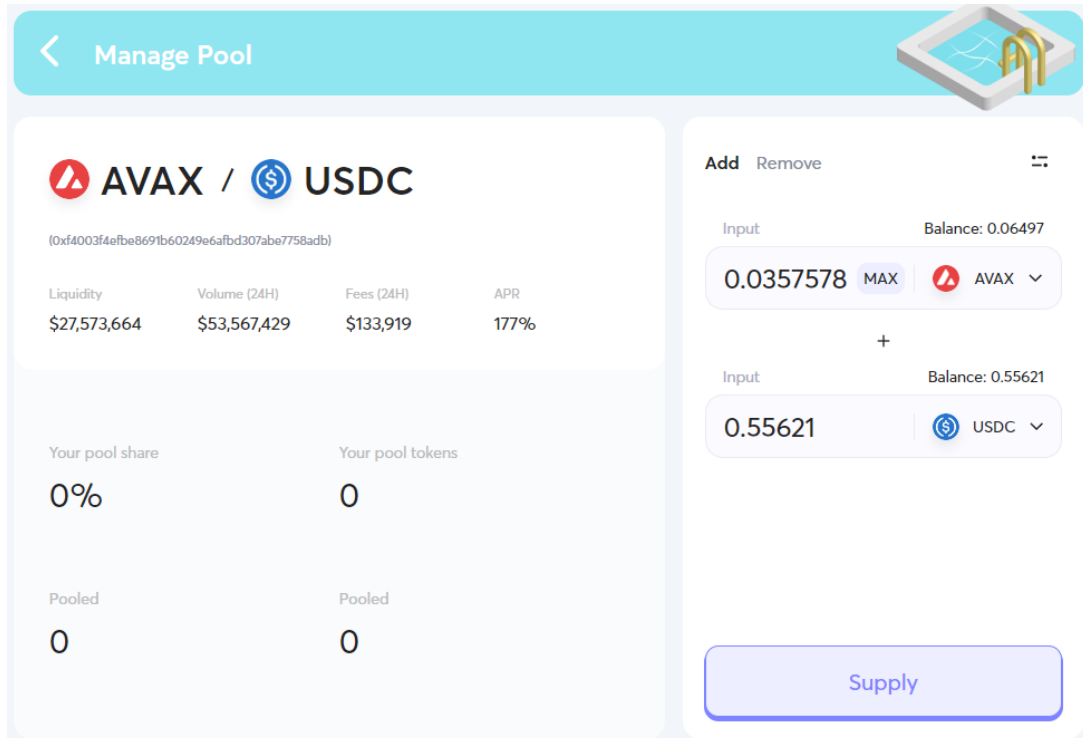 Manage Pool
AVAX / USDC
(0xf4003f4efbe8691b60249e6afbd307abe7758adb)
Liquidity Volume (24H) Fees (24H) APR
$27,573,664 $53,567,429 $133,919 177%
Your pool share Your pool tokens
0% 0
Pooled Pooled
0 0
Add Remove
Input Balance: 0.06497
0.0357578 MAX AVAX
+
Input Balance: 0.55621
0.55621 USDC
Supply